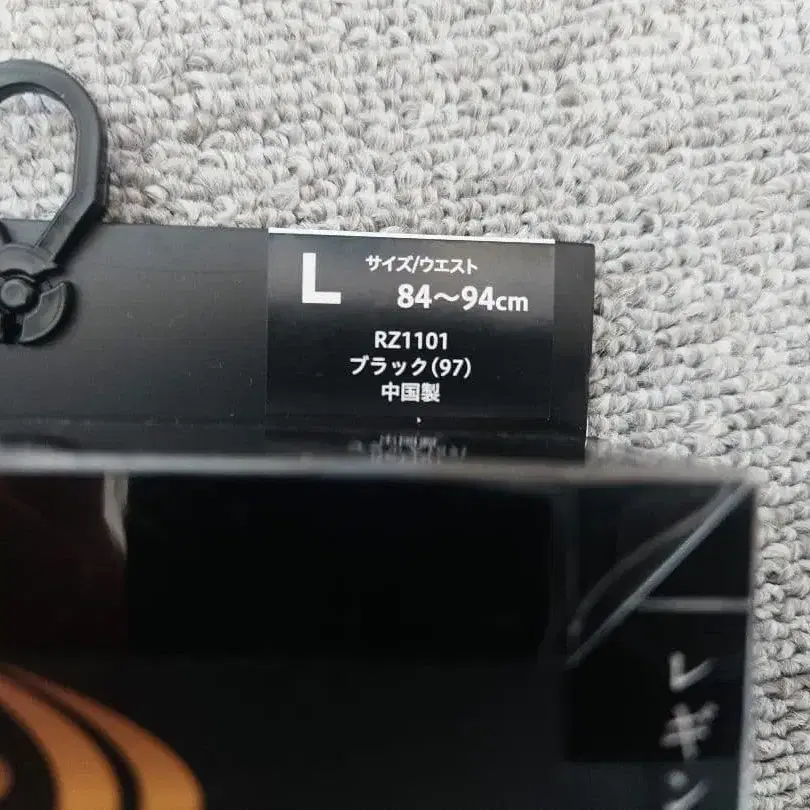 L
サイズ/ウエスト
84～94cm
RZ1101
ブラック(97)
中国製
レギン